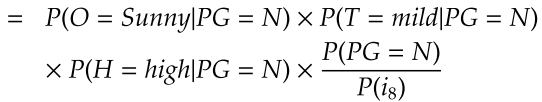 = P(O = Sunny|PG = N) × P(T = mild|PG = N)
× P(H = high|PG = N) × P(PG = N) / P(i₈)